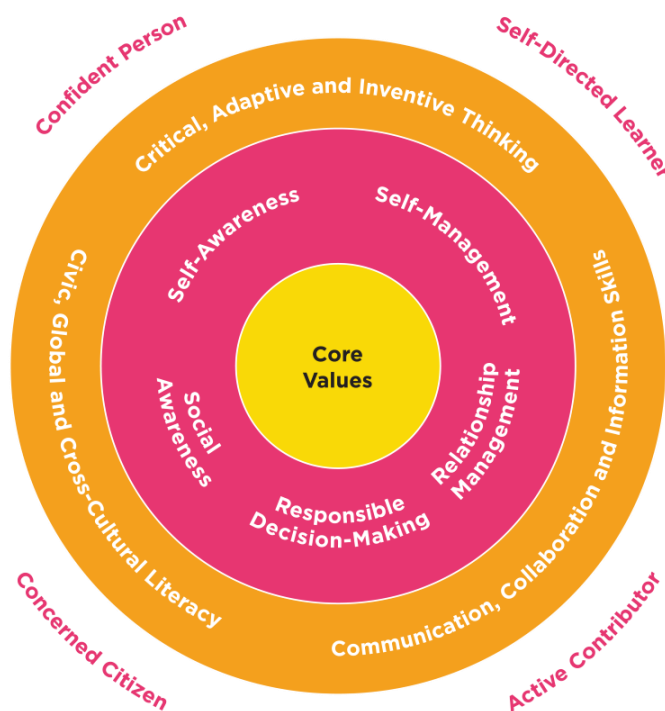 Confident Person
Self-Directed Learner
Critical, Adaptive and Inventive Thinking
Self-Awareness
Self-Management
Civic, Global and Cross-Cultural Literacy
Communication, Collaboration and Information Skills
Core
Values
Social
Awareness
Relationship
Management
Responsible
Decision-Making
Concerned Citizen
Active Contributor